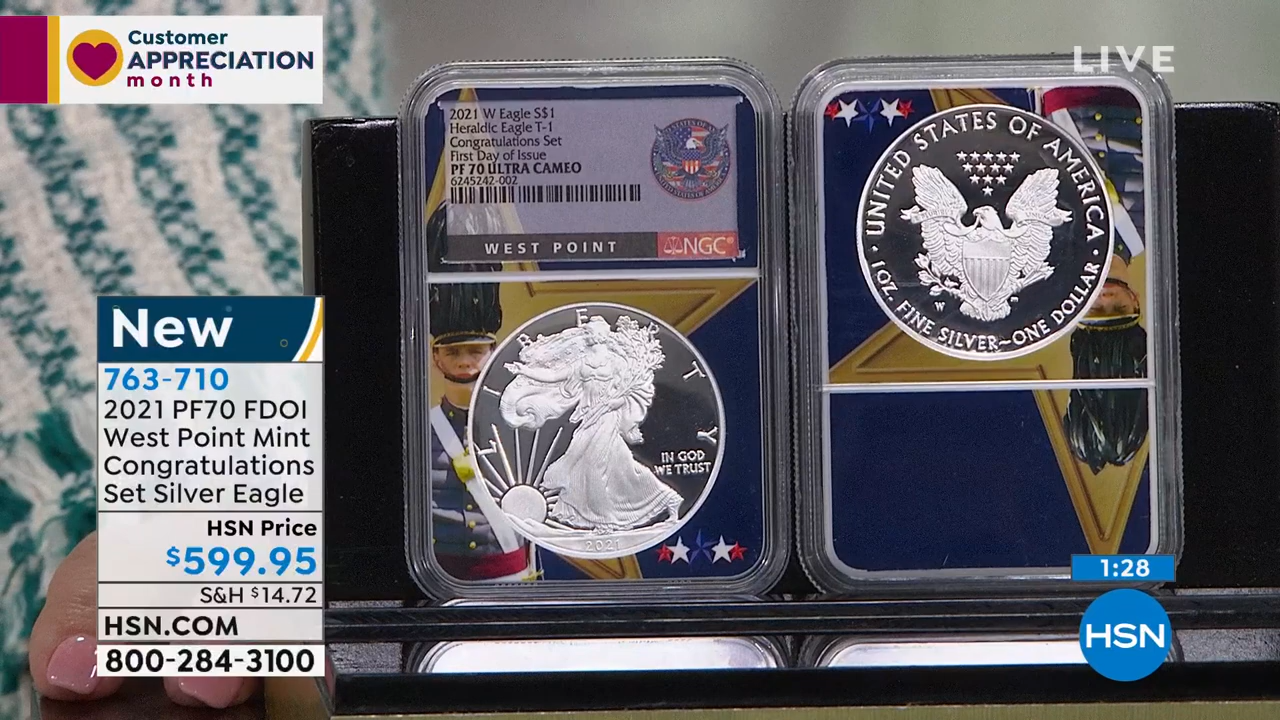 Customer
APPRECIATION
month
LIVE
2021 W Eagle S$1
Heraldic Eagle T-1
Congratulations Set
First Day of Issue
PF 70 ULTRA CAMEO
6245242-002
WEST POINT
NGC
LIBERTY
IN GOD
WE TRUST
2021
UNITED STATES OF AMERICA
W
1 OZ. FINE SILVER~ONE DOLLAR
New
763-710
2021 PF70 FDOI
West Point Mint
Congratulations
Set Silver Eagle
HSN Price
$599.95
S&H $14.72
HSN.COM
800-284-3100
1:28
HSN